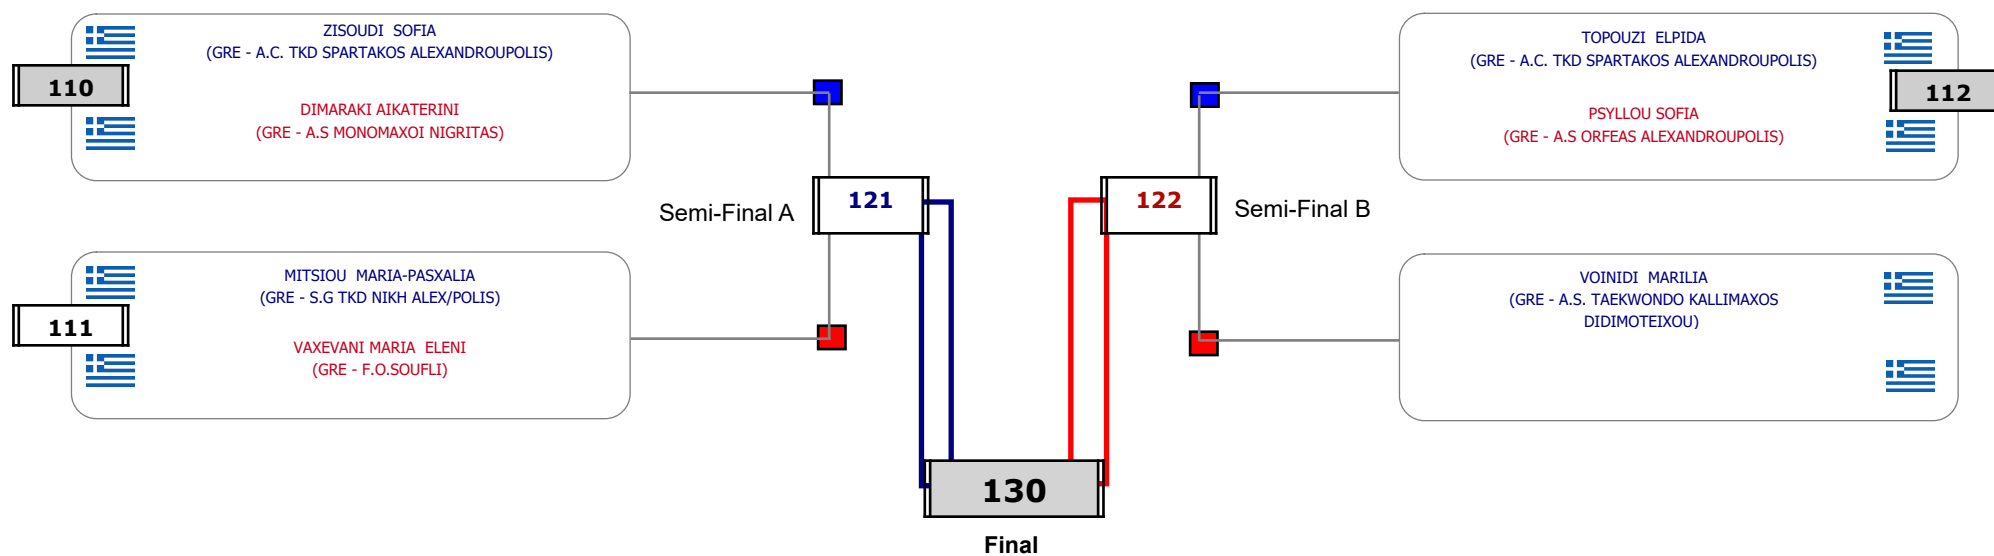 ZISOUDI SOFIA
(GRE - A.C. TKD SPARTAKOS ALEXANDROUPOLIS)
110
DIMARAKI AIKATERINI
(GRE - A.S MONOMAXOI NIGRITAS)
TOPOUZI ELPIDA
(GRE - A.C. TKD SPARTAKOS ALEXANDROUPOLIS)
112
PSYLLOU SOFIA
(GRE - A.S ORFEAS ALEXANDROUPOLIS)
Semi-Final A
121
122
Semi-Final B
MITSIOU MARIA-PASXALIA
(GRE - S.G TKD NIKH ALEX/POLIS)
111
VAXEVANI MARIA ELENI
(GRE - F.O.SOUFLI)
VOINIDI MARILIA
(GRE - A.S. TAEKWONDO KALLIMAXOS
DIDIMOTEIXOU)
130
Final